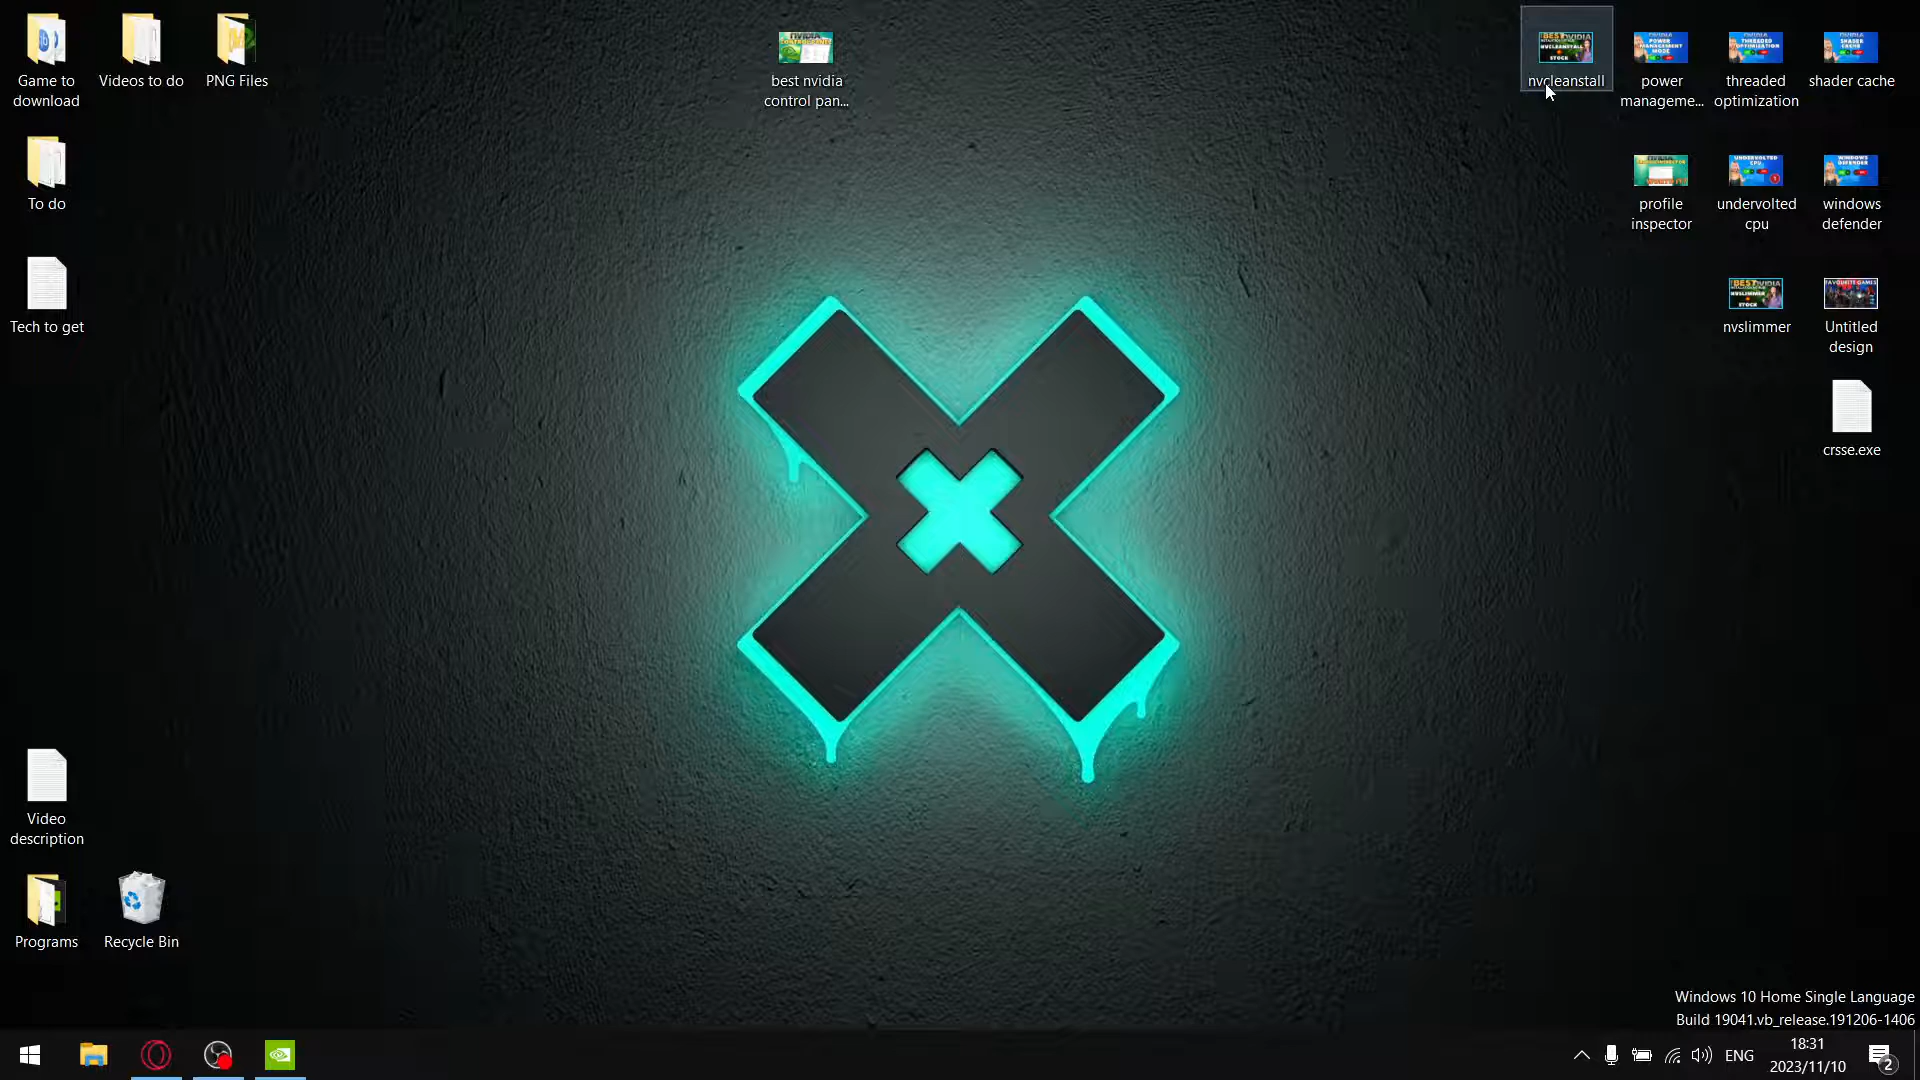 Game to
download
Videos to do
PNG Files
best nvidia
control pan...
nvcleanstall
power
manageme...
threaded
optimization
shader cache
To do
profile
inspector
undervolted
cpu
windows
defender
Tech to get
nvslimmer
Untitled
design
crsse.exe
Video
description
Programs
Recycle Bin
Windows 10 Home Single Language
Build 19041.vb_release.191206-1406
ENG
18:31
2023/11/10
2